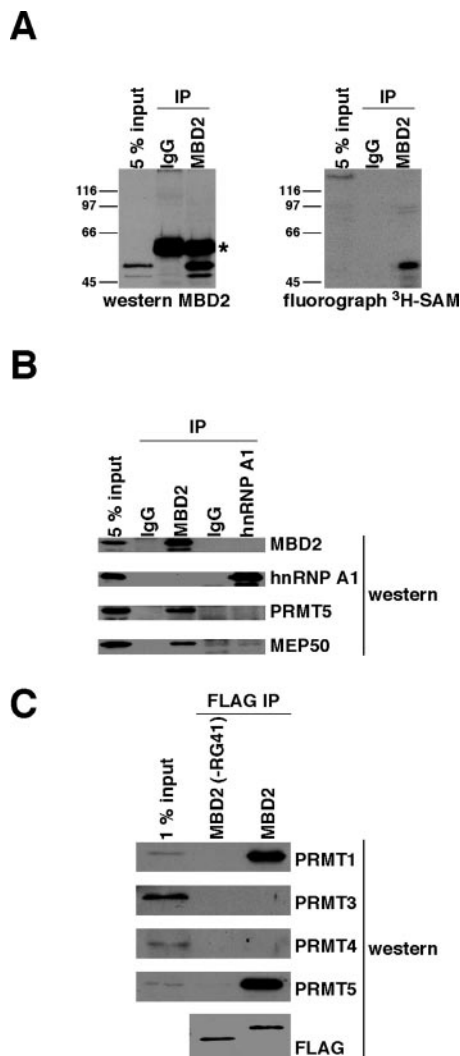 A
IP
5 % input
IgG
MBD2
116
97
66
45
*
western MBD2
IP
5 % input
IgG
MBD2
116
97
66
45
fluorograph ³H-SAM
B
IP
5 % input
IgG
MBD2
IgG
hnRNP A1
MBD2
hnRNP A1
PRMT5
MEP50
western
C
FLAG IP
1 % input
MBD2 (-RG41)
MBD2
PRMT1
PRMT3
PRMT4
PRMT5
FLAG
western